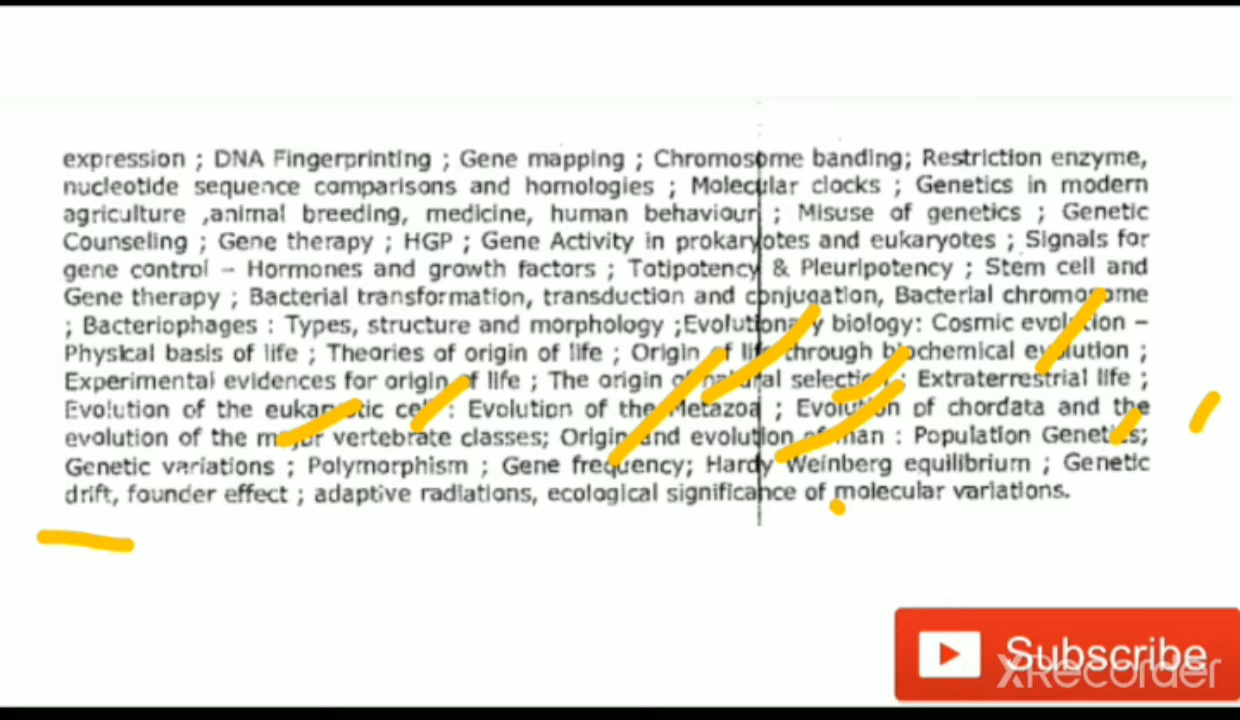 expression ; DNA Fingerprinting ; Gene mapping ; Chromosome banding; Restriction enzyme,
nucleotide sequence comparisons and homologies ; Molecular clocks ; Genetics in modern
agriculture ,animal breeding, medicine, human behaviour ; Misuse of genetics ; Genetic
Counseling ; Gene therapy ; HGP ; Gene Activity in prokaryotes and eukaryotes ; Signals for
gene control – Hormones and growth factors ; Totipotency & Pleuripotency ; Stem cell and
Gene therapy ; Bacterial transformation, transduction and conjugation, Bacterial chromosome
; Bacteriophages : Types, structure and morphology ;Evolutionary biology: Cosmic evolution –
Physical basis of life ; Theories of origin of life ; Origin of life through biochemical evolution ;
Experimental evidences for origin of life ; The origin of natural selection ; Extraterrestrial life ;
Evolution of the eukaryotic cell : Evolution of the Metazoa ; Evolution of chordata and the
evolution of the major vertebrate classes; Origin and evolution of man : Population Genetics;
Genetic variations ; Polymorphism ; Gene frequency; Hardy Weinberg equilibrium ; Genetic
drift, founder effect ; adaptive radiations, ecological significance of molecular variations.
Subscribe
XRecorder